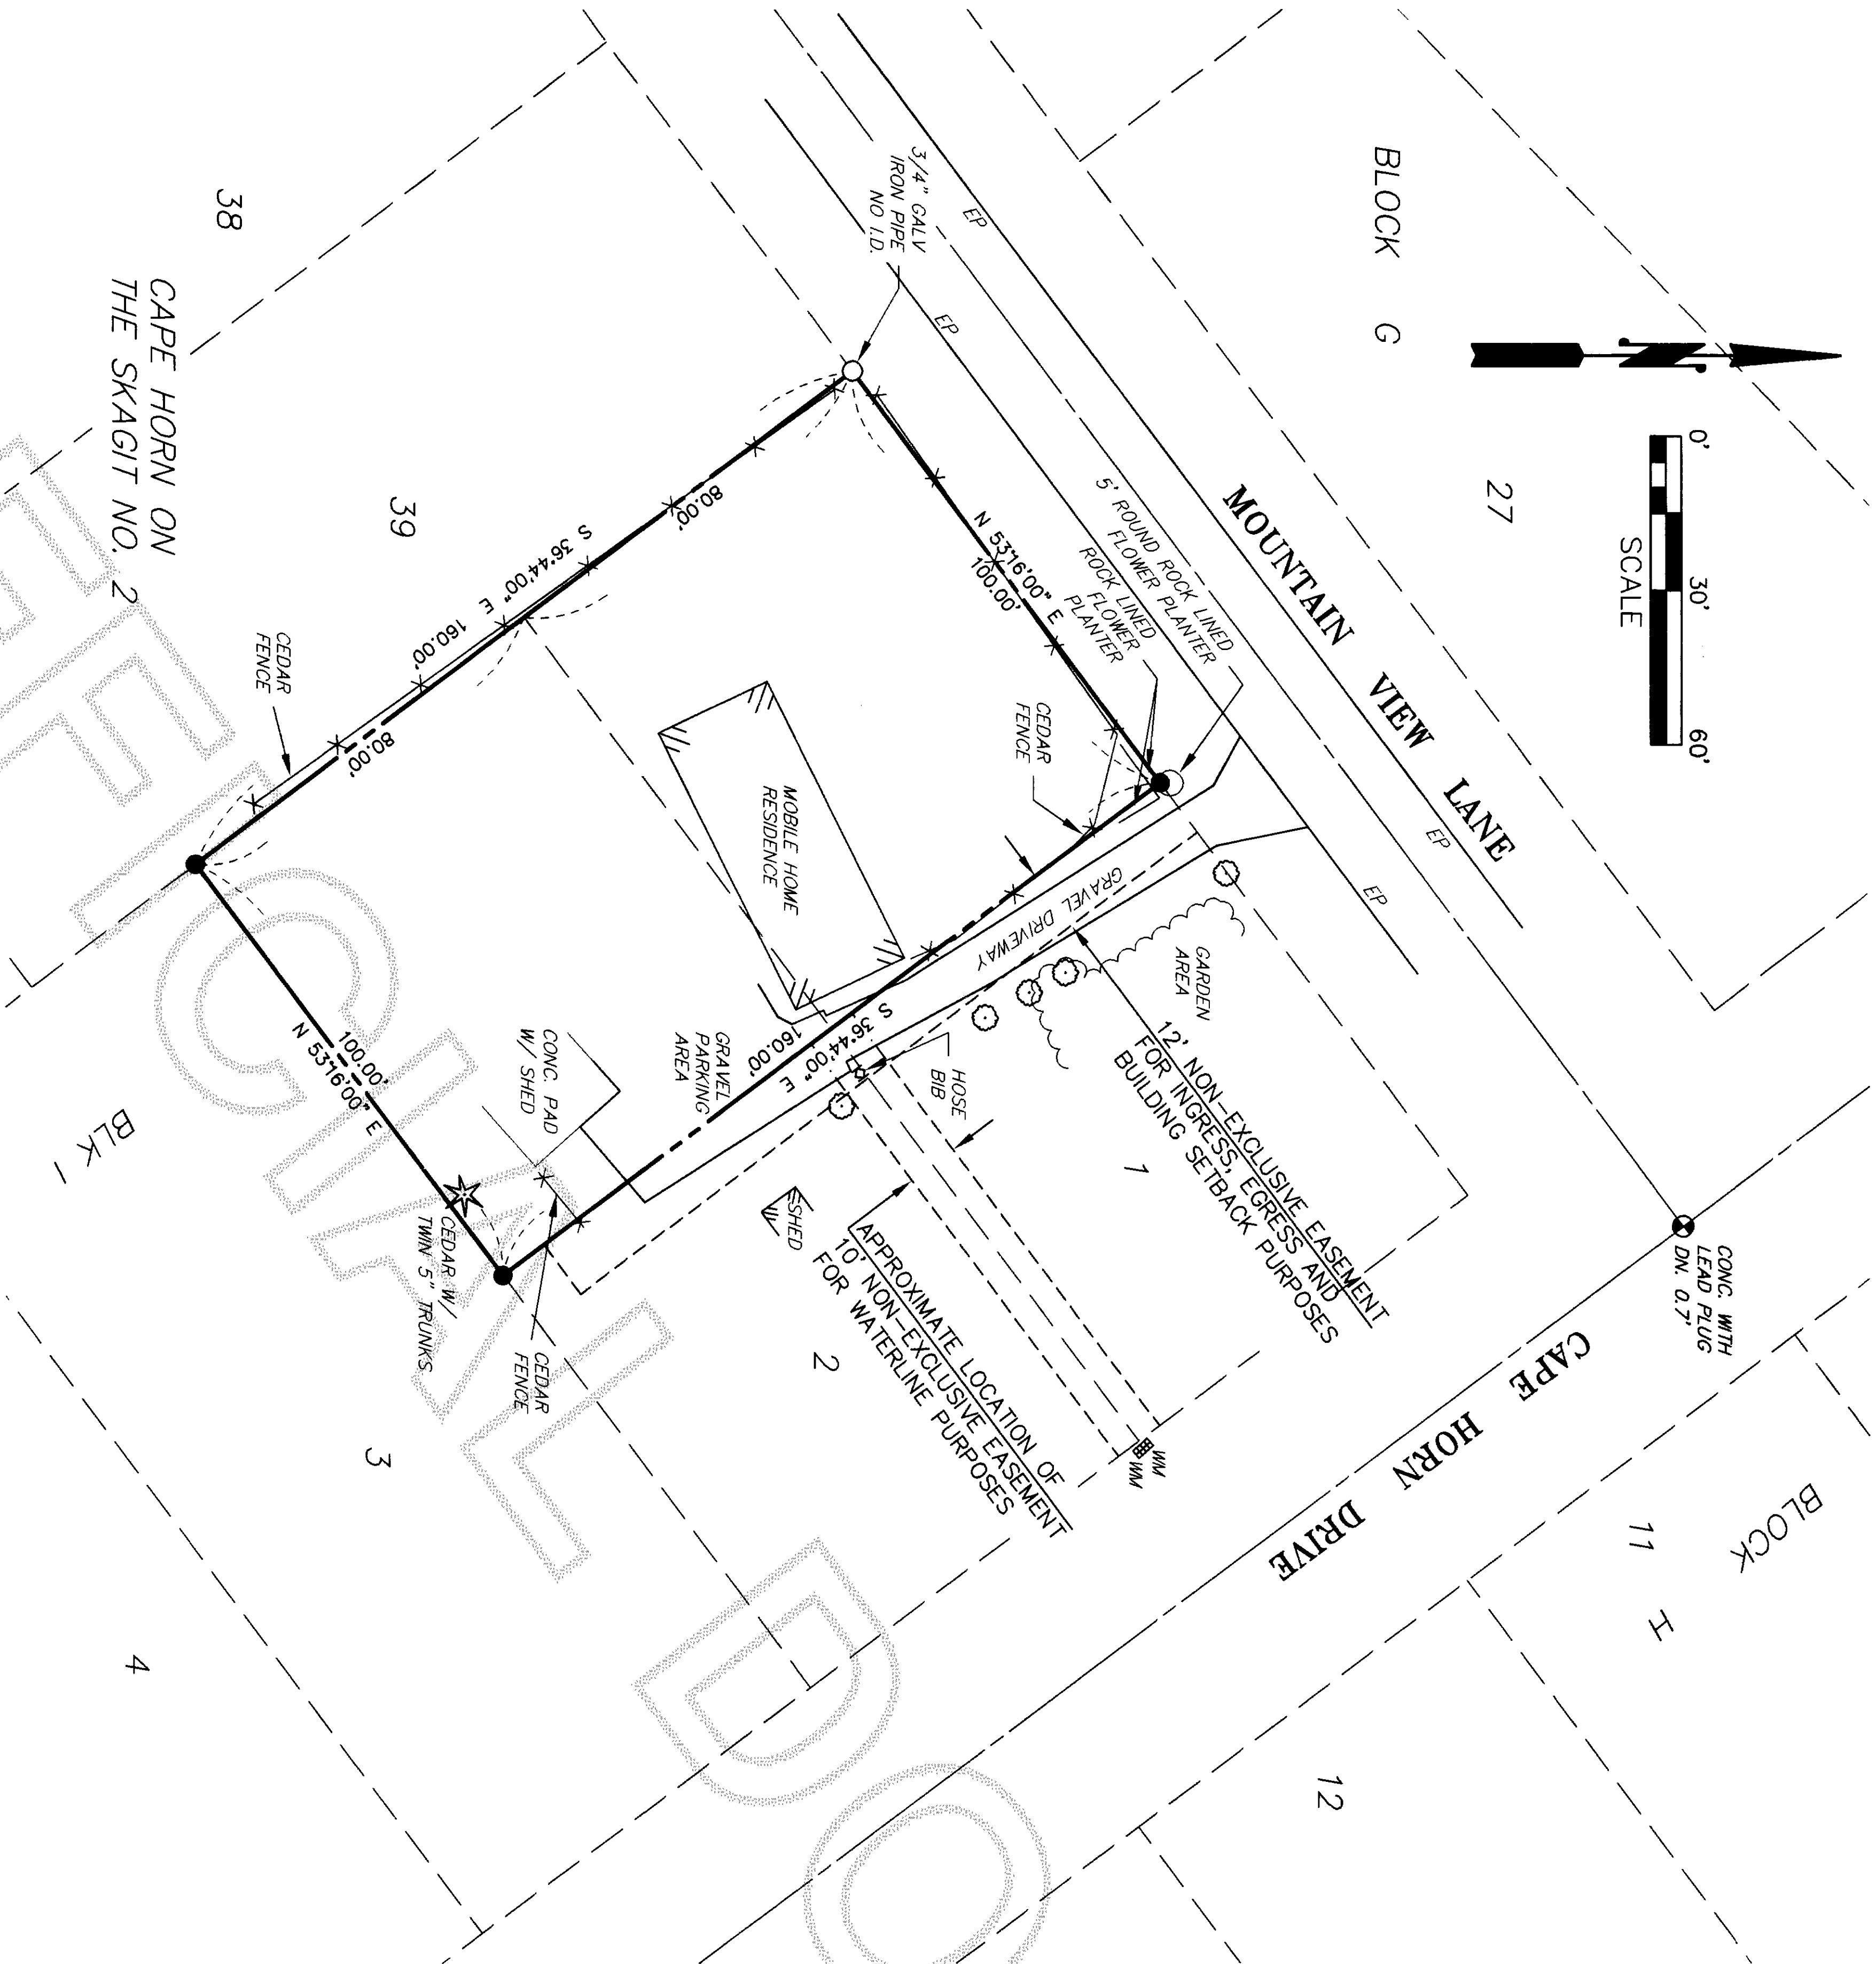 BLOCK G
27
0' 30' 60'
SCALE
MOUNTAIN VIEW LANE
EP
EP
EP
EP
3/4" GALV
IRON PIPE
NO I.D.
5' ROUND ROCK LINED
FLOWER PLANTER
ROCK LINED
FLOWER
PLANTER
N 53°16'00" E
100.00'
CEDAR
FENCE
GRAVEL DRIVEWAY
GARDEN
AREA
12' NON-EXCLUSIVE EASEMENT
FOR INGRESS, EGRESS AND
BUILDING SETBACK PURPOSES
1
HOSE
BIB
CONC. WITH
LEAD PLUG
DN. 0.7'
CAPE HORN DRIVE
BLOCK H
11
12
38
39
CAPE HORN ON
THE SKAGIT NO. 2
80.00'
S 36°44'00" E
160.00'
80.00'
CEDAR
FENCE
MOBILE HOME
RESIDENCE
S 36°44'00" E
160.00'
GRAVEL
PARKING
AREA
CONC. PAD
W/ SHED
SHED
APPROXIMATE LOCATION OF
10' NON-EXCLUSIVE EASEMENT
FOR WATERLINE PURPOSES
WM
WM
2
CEDAR
FENCE
CEDAR W/
TWIN 5" TRUNKS
100.00'
N 53°16'00" E
BLK I
3
4
FICIAL DO